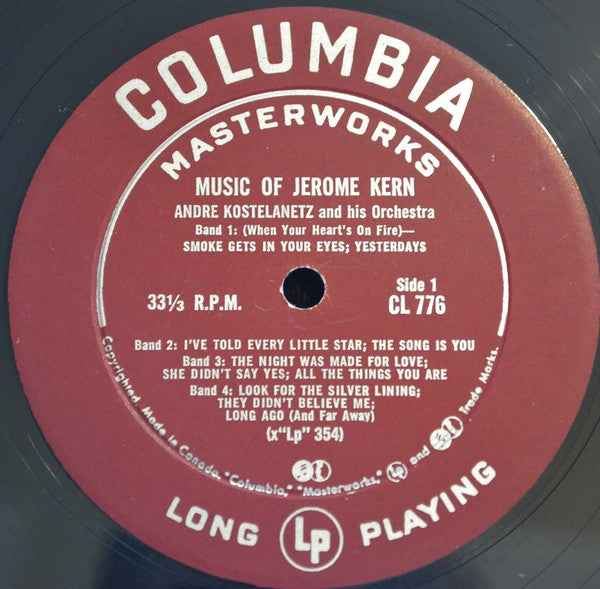 COLUMBIA
MASTERWORKS
MUSIC OF JEROME KERN
ANDRE KOSTELANETZ and his Orchestra
Band 1: (When Your Heart's On Fire)—
SMOKE GETS IN YOUR EYES; YESTERDAYS
33⅓ R.P.M.
Side 1
CL 776
Band 2: I'VE TOLD EVERY LITTLE STAR; THE SONG IS YOU
Band 3: THE NIGHT WAS MADE FOR LOVE;
SHE DIDN'T SAY YES; ALL THE THINGS YOU ARE
Band 4: LOOK FOR THE SILVER LINING;
THEY DIDN'T BELIEVE ME;
LONG AGO (And Far Away)
(x"Lp" 354)
Copyrighted. Made in Canada. "Columbia," "Masterworks," Lp and Trade Marks.
LONG Lp PLAYING